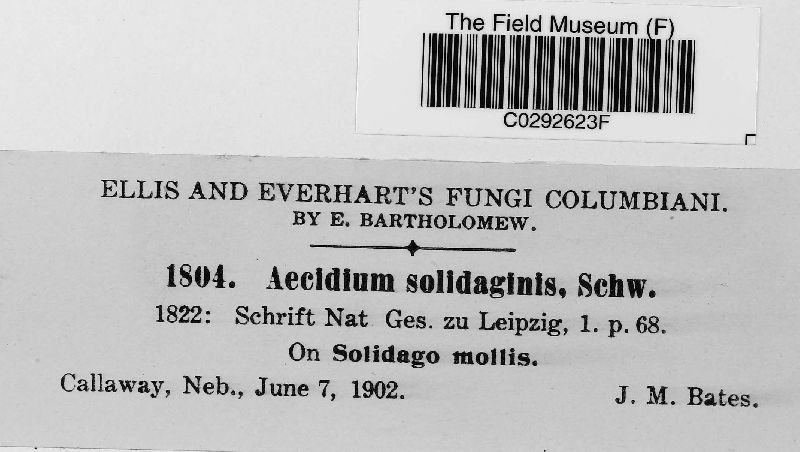 The Field Museum (F)
C0292623F
ELLIS AND EVERHART'S FUNGI COLUMBIANI.
BY E. BARTHOLOMEW.
1804. Aecidium solidaginis, Schw.
1822: Schrift Nat Ges. zu Leipzig, 1. p. 68.
On Solidago mollis.
Callaway, Neb., June 7, 1902. J. M. Bates.